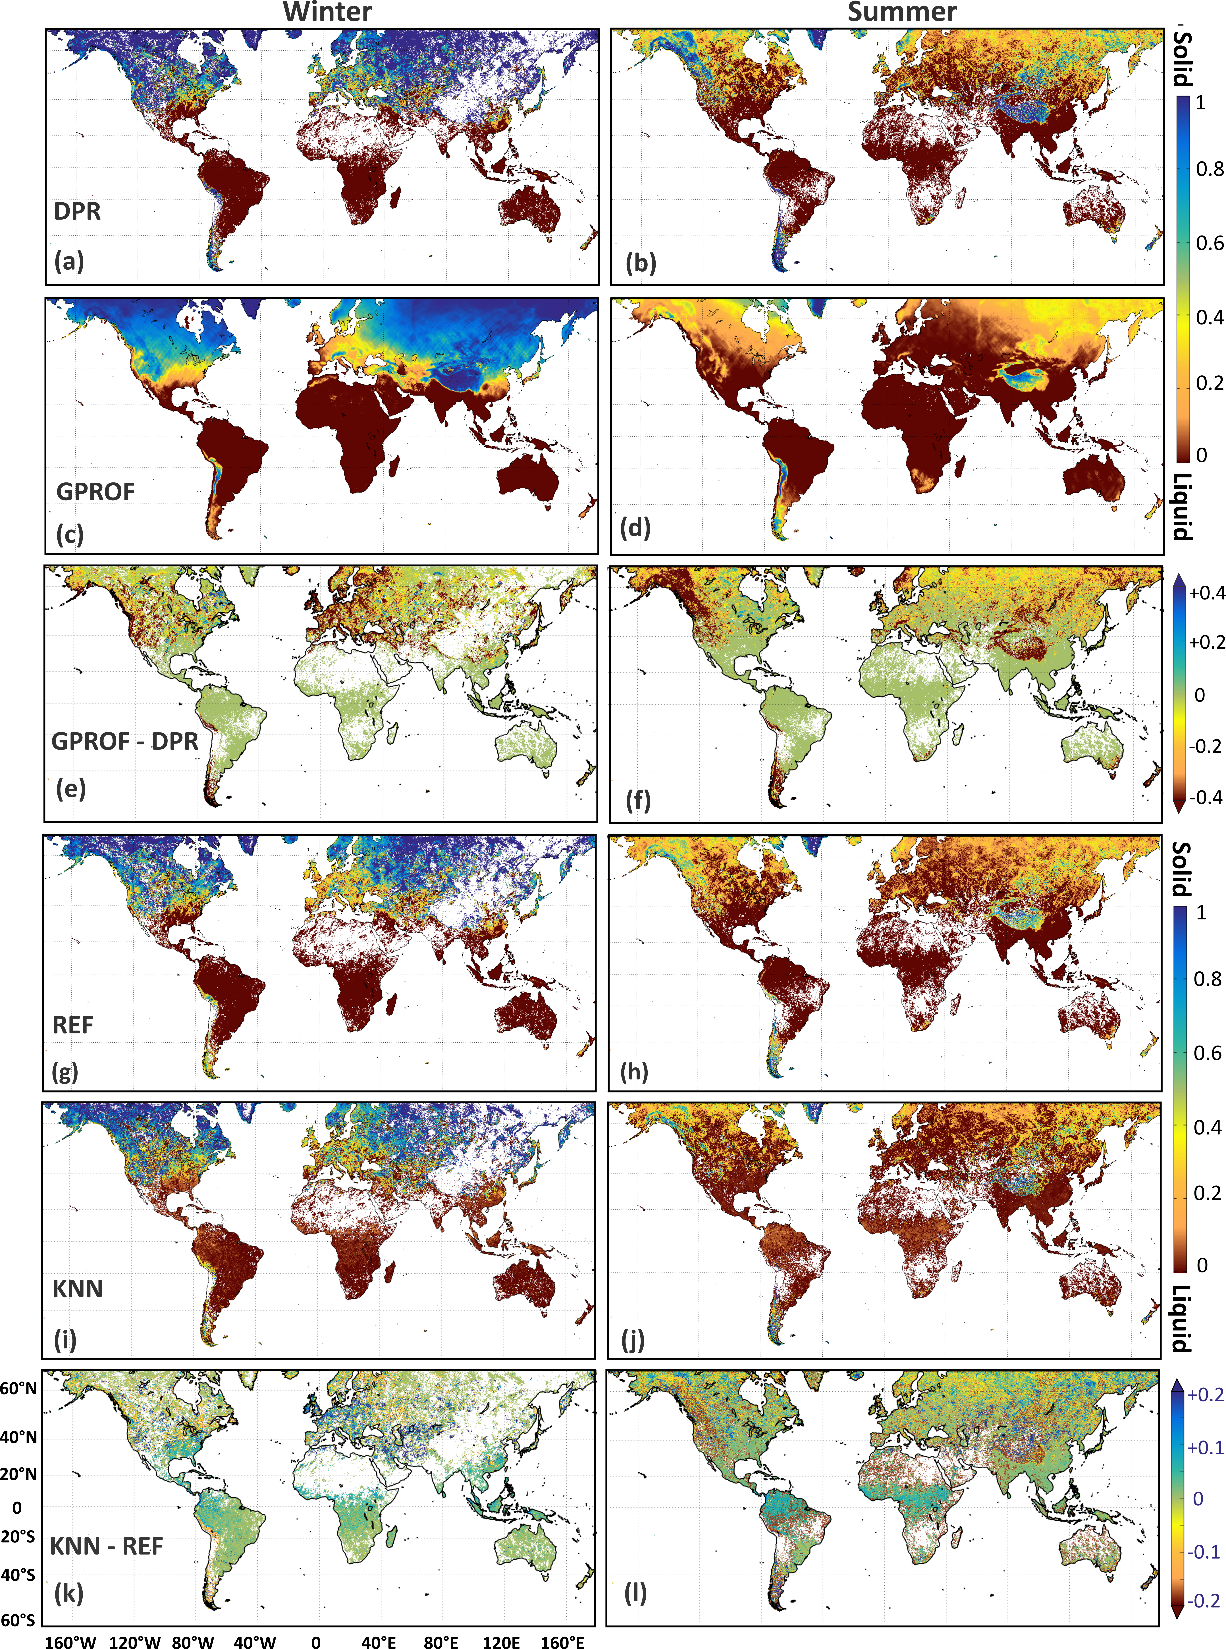 Winter
Summer
DPR
(a)
(b)
Solid
1
0.8
0.6
0.4
0.2
0
Liquid
GPROF
(c)
(d)
GPROF - DPR
(e)
(f)
+0.4
+0.2
0
-0.2
-0.4
REF
(g)
(h)
Solid
1
0.8
0.6
0.4
0.2
0
Liquid
KNN
(i)
(j)
KNN - REF
(k)
(l)
+0.2
+0.1
0
-0.1
-0.2
60°N
40°N
20°N
0
20°S
40°S
60°S
160°W 120°W 80°W 40°W 0 40°E 80°E 120E 160°E